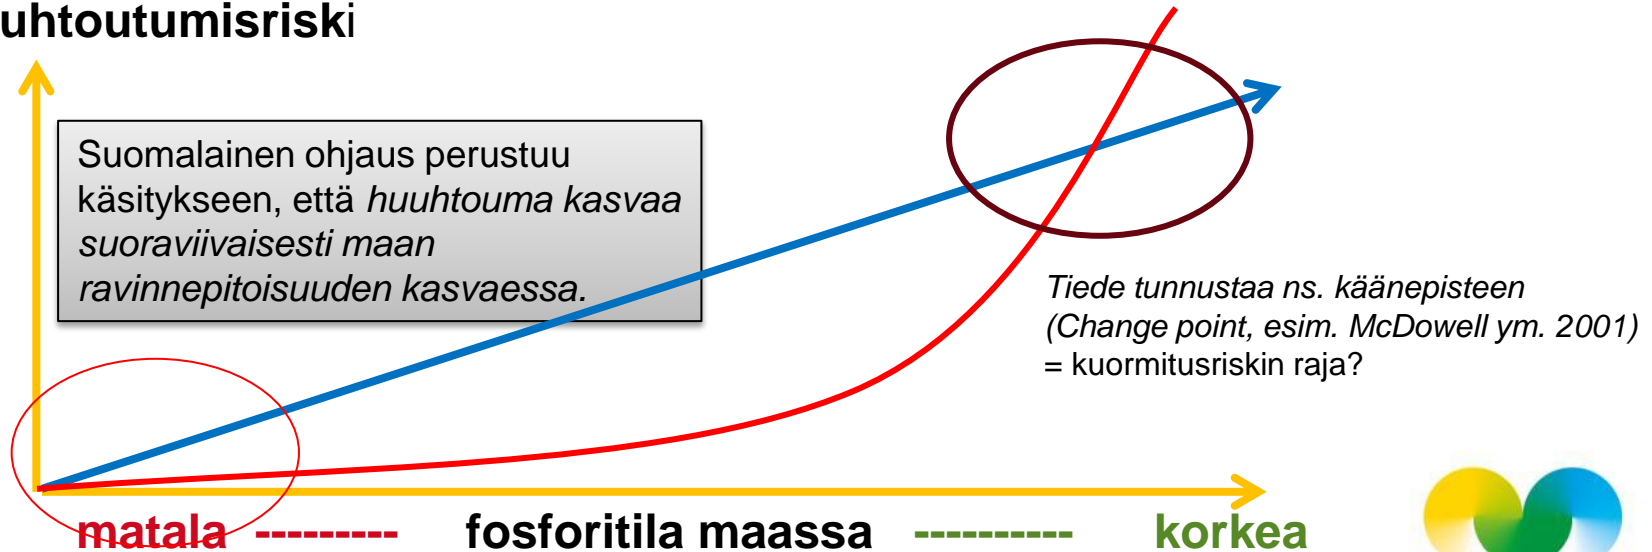 uhtoutumisriski
Suomalainen ohjaus perustuu
käsitykseen, että huuhtouma kasvaa
suoraviivaisesti maan
ravinnepitoisuuden kasvaessa.
Tiede tunnustaa ns. käänepisteen
(Change point, esim. McDowell ym. 2001)
= kuormitusriskin raja?
matala --------- fosforitila maassa ---------- korkea